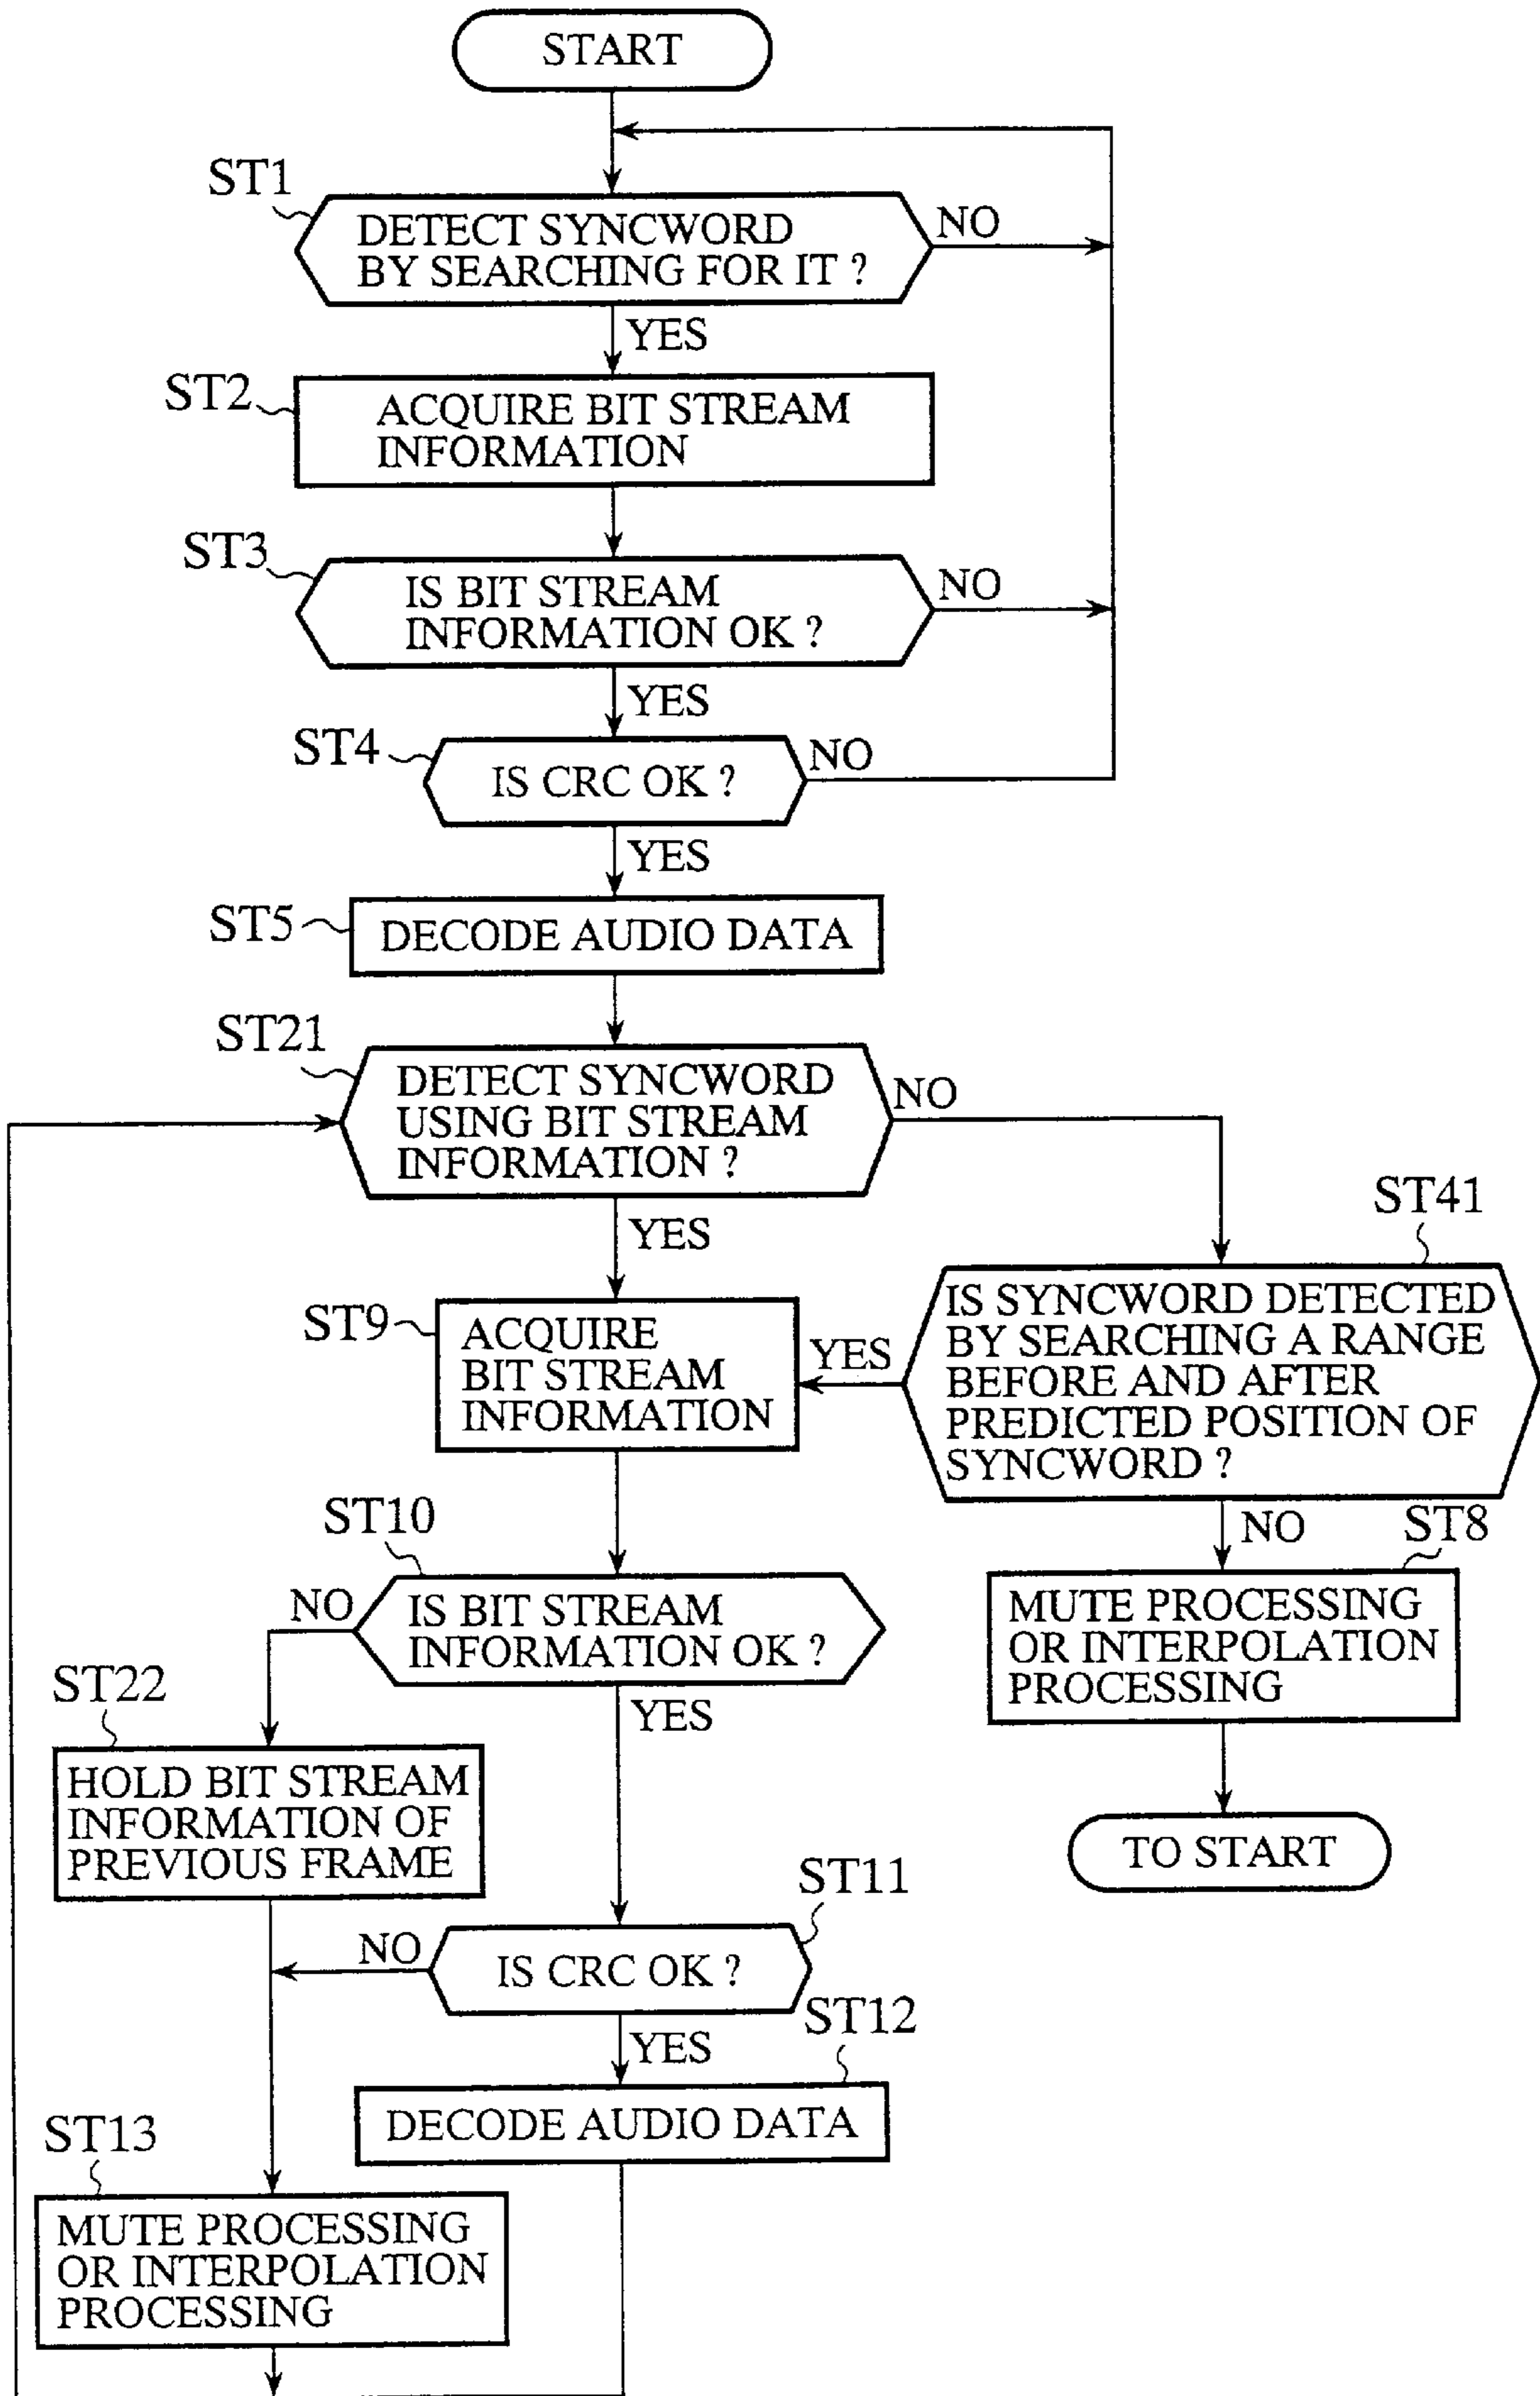 START
ST1
DETECT SYNCWORD
BY SEARCHING FOR IT ?
NO
YES
ST2
ACQUIRE BIT STREAM
INFORMATION
ST3
IS BIT STREAM
INFORMATION OK ?
NO
YES
ST4
IS CRC OK ?
NO
YES
ST5
DECODE AUDIO DATA
ST21
DETECT SYNCWORD
USING BIT STREAM
INFORMATION ?
NO
YES
ST41
IS SYNCWORD DETECTED
BY SEARCHING A RANGE
BEFORE AND AFTER
PREDICTED POSITION OF
SYNCWORD ?
YES
NO
ST9
ACQUIRE
BIT STREAM
INFORMATION
ST8
MUTE PROCESSING
OR INTERPOLATION
PROCESSING
TO START
ST10
IS BIT STREAM
INFORMATION OK ?
NO
YES
ST22
HOLD BIT STREAM
INFORMATION OF
PREVIOUS FRAME
ST11
IS CRC OK ?
NO
YES
ST12
DECODE AUDIO DATA
ST13
MUTE PROCESSING
OR INTERPOLATION
PROCESSING